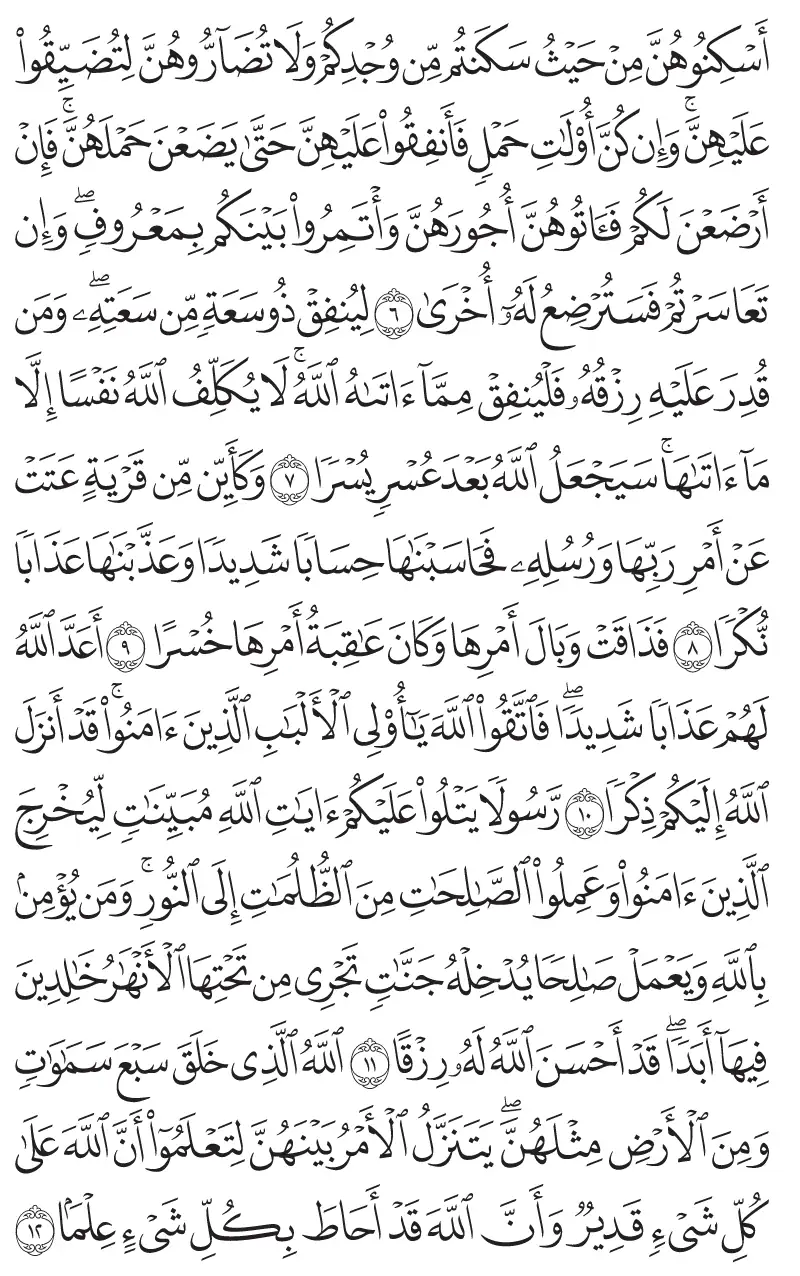 أَسۡكِنُوهُنَّ مِنۡ حَيۡثُ سَكَنتُم مِّن وُجۡدِكُمۡ وَلَا تُضَآرُّوهُنَّ لِتُضَيِّقُواْ
عَلَيۡهِنَّۚ وَإِن كُنَّ أُوْلَٰتِ حَمۡلٖ فَأَنفِقُواْ عَلَيۡهِنَّ حَتَّىٰ يَضَعۡنَ حَمۡلَهُنَّۚ فَإِنۡ
أَرۡضَعۡنَ لَكُمۡ فَـَٔاتُوهُنَّ أُجُورَهُنَّ وَأۡتَمِرُواْ بَيۡنَكُم بِمَعۡرُوفٖۖ وَإِن
تَعَاسَرۡتُمۡ فَسَتُرۡضِعُ لَهُۥٓ أُخۡرَىٰ ٦ لِيُنفِقۡ ذُو سَعَةٖ مِّن سَعَتِهِۦۖ وَمَن
قُدِرَ عَلَيۡهِ رِزۡقُهُۥ فَلۡيُنفِقۡ مِمَّآ ءَاتَىٰهُ ٱللَّهُۚ لَا يُكَلِّفُ ٱللَّهُ نَفۡسًا إِلَّا
مَآ ءَاتَىٰهَاۚ سَيَجۡعَلُ ٱللَّهُ بَعۡدَ عُسۡرٖ يُسۡرٗا ٧ وَكَأَيِّن مِّن قَرۡيَةٍ عَتَتۡ
عَنۡ أَمۡرِ رَبِّهَا وَرُسُلِهِۦ فَحَاسَبۡنَٰهَا حِسَابٗا شَدِيدٗا وَعَذَّبۡنَٰهَا عَذَابٗا
نُّكۡرٗا ٨ فَذَاقَتۡ وَبَالَ أَمۡرِهَا وَكَانَ عَٰقِبَةُ أَمۡرِهَا خُسۡرًا ٩ أَعَدَّ ٱللَّهُ
لَهُمۡ عَذَابٗا شَدِيدٗاۖ فَٱتَّقُواْ ٱللَّهَ يَٰٓأُوْلِي ٱلۡأَلۡبَٰبِ ٱلَّذِينَ ءَامَنُواْۚ قَدۡ أَنزَلَ
ٱللَّهُ إِلَيۡكُمۡ ذِكۡرٗا ١٠ رَّسُولٗا يَتۡلُواْ عَلَيۡكُمۡ ءَايَٰتِ ٱللَّهِ مُبَيِّنَٰتٖ لِّيُخۡرِجَ
ٱلَّذِينَ ءَامَنُواْ وَعَمِلُواْ ٱلصَّٰلِحَٰتِ مِنَ ٱلظُّلُمَٰتِ إِلَى ٱلنُّورِۚ وَمَن يُؤۡمِنۢ
بِٱللَّهِ وَيَعۡمَلۡ صَٰلِحٗا يُدۡخِلۡهُ جَنَّٰتٖ تَجۡرِي مِن تَحۡتِهَا ٱلۡأَنۡهَٰرُ خَٰلِدِينَ
فِيهَآ أَبَدٗاۖ قَدۡ أَحۡسَنَ ٱللَّهُ لَهُۥ رِزۡقًا ١١ ٱللَّهُ ٱلَّذِي خَلَقَ سَبۡعَ سَمَٰوَٰتٖ
وَمِنَ ٱلۡأَرۡضِ مِثۡلَهُنَّۖ يَتَنَزَّلُ ٱلۡأَمۡرُ بَيۡنَهُنَّ لِتَعۡلَمُوٓاْ أَنَّ ٱللَّهَ عَلَىٰ
كُلِّ شَيۡءٖ قَدِيرٞ وَأَنَّ ٱللَّهَ قَدۡ أَحَاطَ بِكُلِّ شَيۡءٍ عِلۡمَۢا ١٢